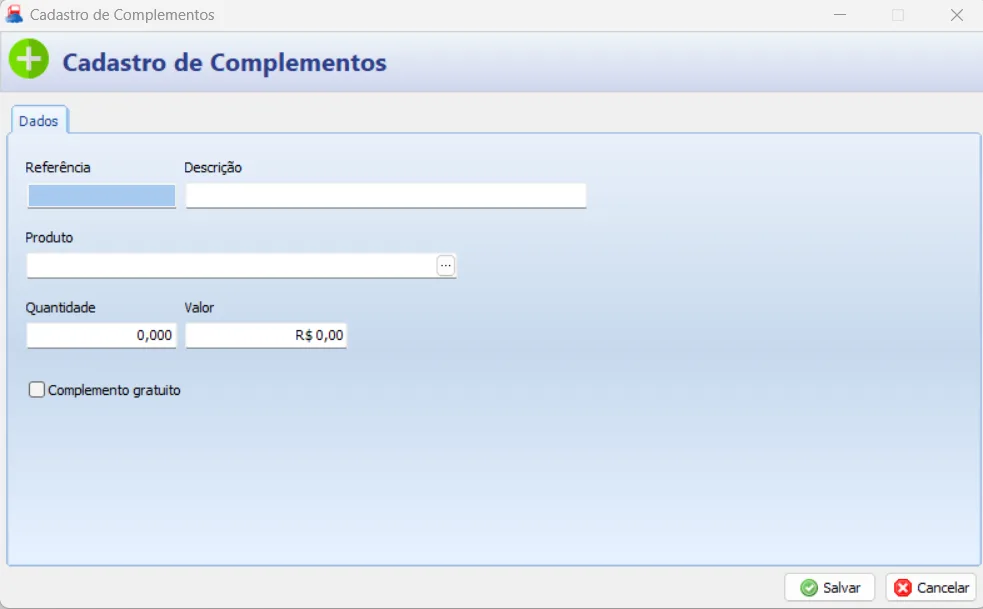 Cadastro de Complementos
Cadastro de Complementos
Dados
Referência Descrição
Produto
...
Quantidade Valor
0,000 R$ 0,00
Complemento gratuito
Salvar Cancelar